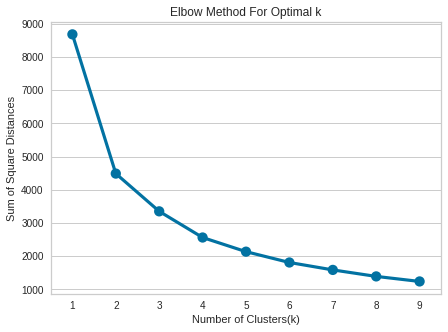 Elbow Method For Optimal k
Sum of Square Distances
9000
8000
7000
6000
5000
4000
3000
2000
1000
1 2 3 4 5 6 7 8 9
Number of Clusters(k)